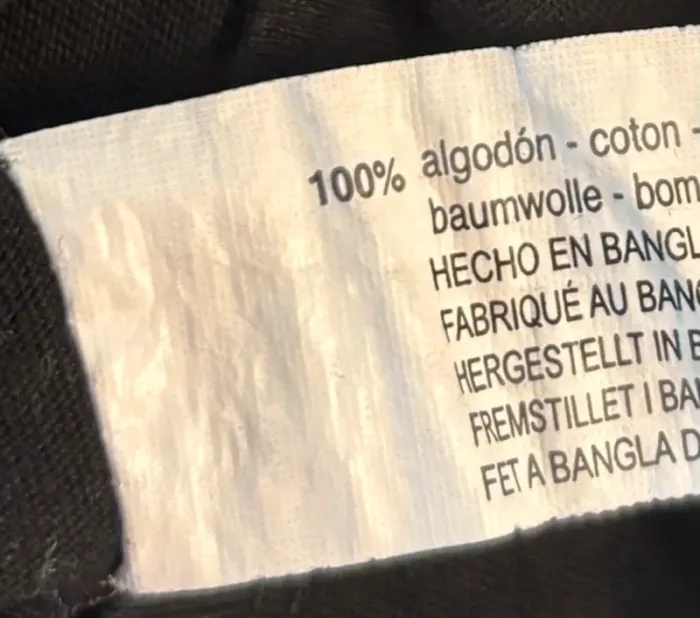 100% algodón - coton -
baumwolle - bom
HECHO EN BANGL
FABRIQUÉ AU BANG
HERGESTELLT IN B
FREMSTILLET I BA
FET A BANGLA D